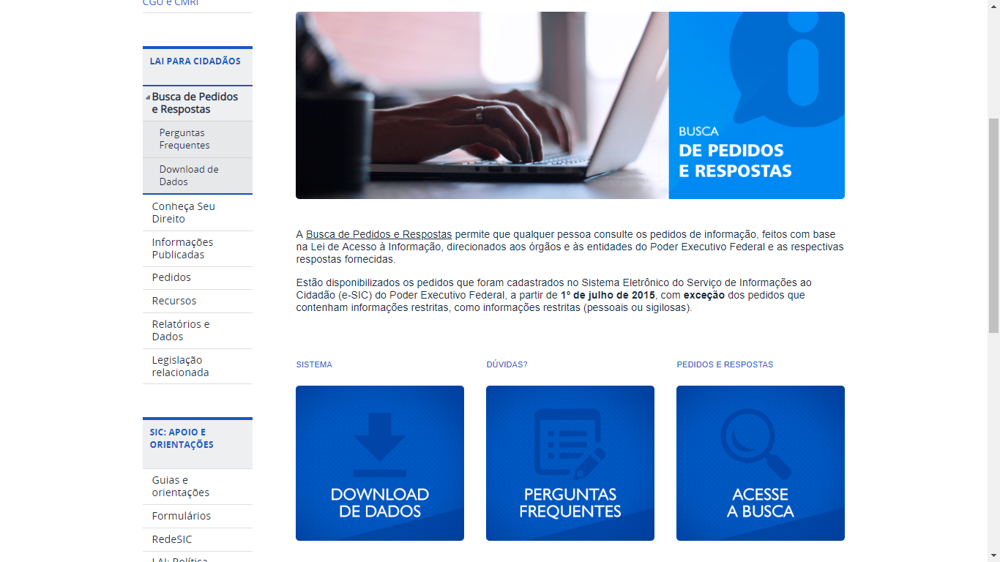 CGU e CMRI
LAI PARA CIDADÃOS
Busca de Pedidos
e Respostas
Perguntas
Frequentes
Download de
Dados
Conheça Seu
Direito
Informações
Publicadas
Pedidos
Recursos
Relatórios e
Dados
Legislação
relacionada
SIC: APOIO E
ORIENTAÇÕES
Guias e
orientações
Formulários
RedeSIC
LAI: Política
BUSCA
DE PEDIDOS
E RESPOSTAS
A Busca de Pedidos e Respostas permite que qualquer pessoa consulte os pedidos de informação, feitos com base
na Lei de Acesso à Informação, direcionados aos órgãos e às entidades do Poder Executivo Federal e as respectivas
respostas fornecidas.
Estão disponibilizados os pedidos que foram cadastrados no Sistema Eletrônico do Serviço de Informações ao
Cidadão (e-SIC) do Poder Executivo Federal, a partir de 1º de julho de 2015, com exceção dos pedidos que
contenham informações restritas, como informações restritas (pessoais ou sigilosas).
SISTEMA
DOWNLOAD
DE DADOS
DÚVIDAS?
PERGUNTAS
FREQUENTES
PEDIDOS E RESPOSTAS
ACESSE
A BUSCA